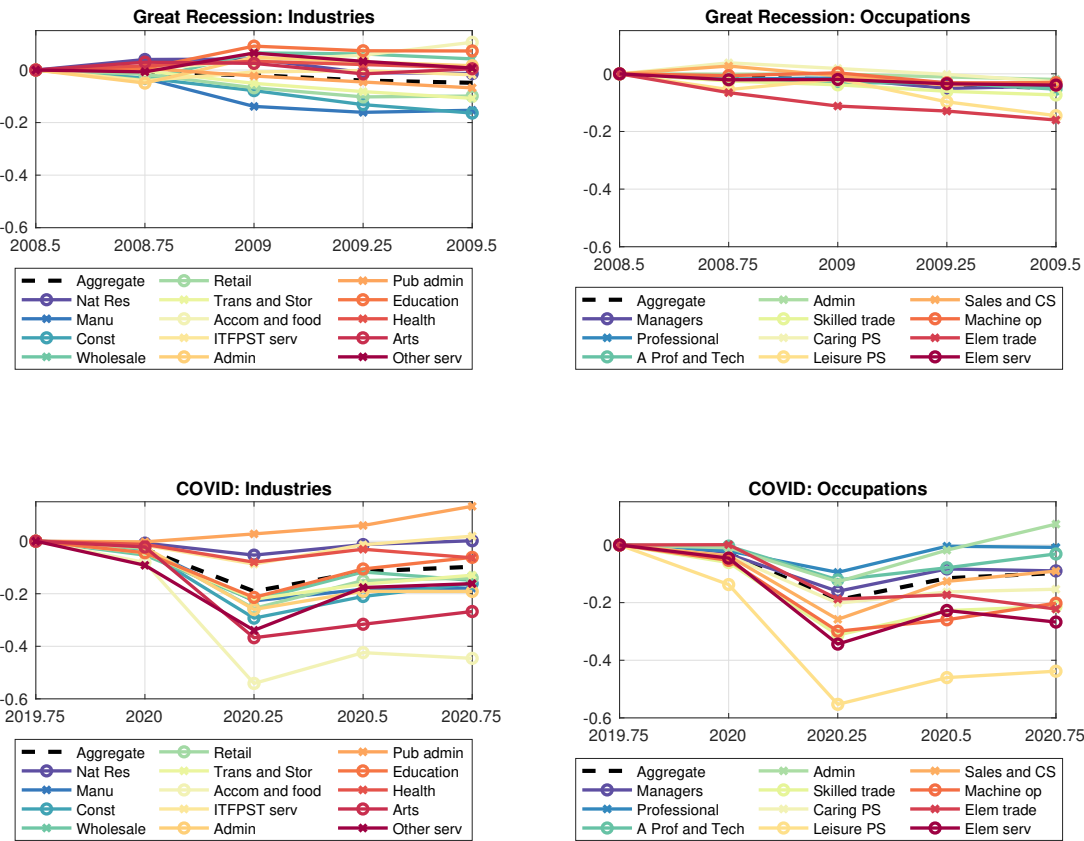 Great Recession: Industries
0
-0.2
-0.4
-0.6
2008.5 2008.75 2009 2009.25 2009.5
Aggregate Retail Pub admin
Nat Res Trans and Stor Education
Manu Accom and food Health
Const ITFPST serv Arts
Wholesale Admin Other serv
Great Recession: Occupations
0
-0.2
-0.4
-0.6
2008.5 2008.75 2009 2009.25 2009.5
Aggregate Admin Sales and CS
Managers Skilled trade Machine op
Professional Caring PS Elem trade
A Prof and Tech Leisure PS Elem serv
COVID: Industries
0
-0.2
-0.4
-0.6
2019.75 2020 2020.25 2020.5 2020.75
Aggregate Retail Pub admin
Nat Res Trans and Stor Education
Manu Accom and food Health
Const ITFPST serv Arts
Wholesale Admin Other serv
COVID: Occupations
0
-0.2
-0.4
-0.6
2019.75 2020 2020.25 2020.5 2020.75
Aggregate Admin Sales and CS
Managers Skilled trade Machine op
Professional Caring PS Elem trade
A Prof and Tech Leisure PS Elem serv